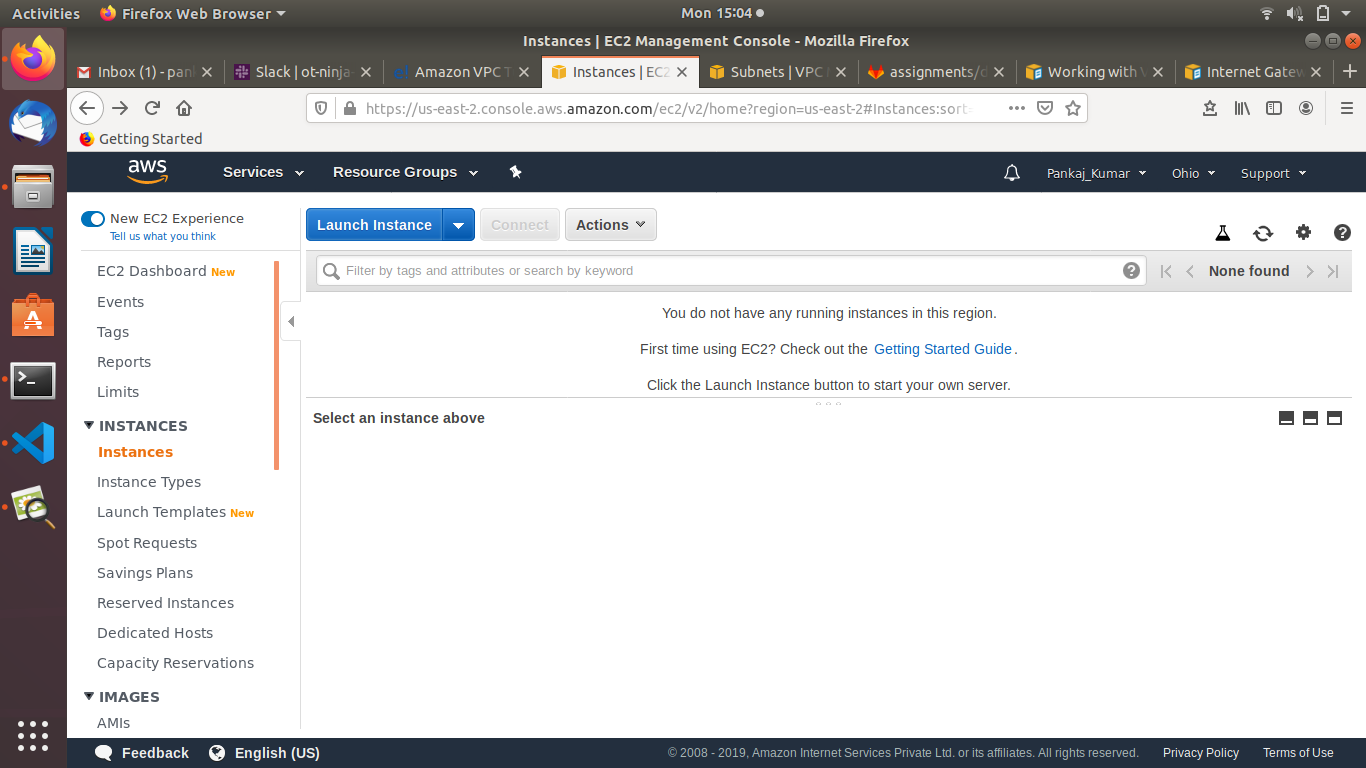 Activities Firefox Web Browser Mon 15:04
Instances | EC2 Management Console - Mozilla Firefox
Inbox (1) - pan Slack | ot-ninja Amazon VPC T Instances | EC2 Subnets | VPC assignments/d Working with Internet Gatew
https://us-east-2.console.aws.amazon.com/ec2/v2/home?region=us-east-2#Instances:sort=
Getting Started
aws Services Resource Groups Pankaj_Kumar Ohio Support
New EC2 Experience
Tell us what you think
EC2 Dashboard New
Events
Tags
Reports
Limits
INSTANCES
Instances
Instance Types
Launch Templates New
Spot Requests
Savings Plans
Reserved Instances
Dedicated Hosts
Capacity Reservations
IMAGES
AMIs
Launch Instance Connect Actions
Filter by tags and attributes or search by keyword None found
You do not have any running instances in this region.
First time using EC2? Check out the Getting Started Guide.
Click the Launch Instance button to start your own server.
Select an instance above
Feedback English (US) © 2008 - 2019, Amazon Internet Services Private Ltd. or its affiliates. All rights reserved. Privacy Policy Terms of Use